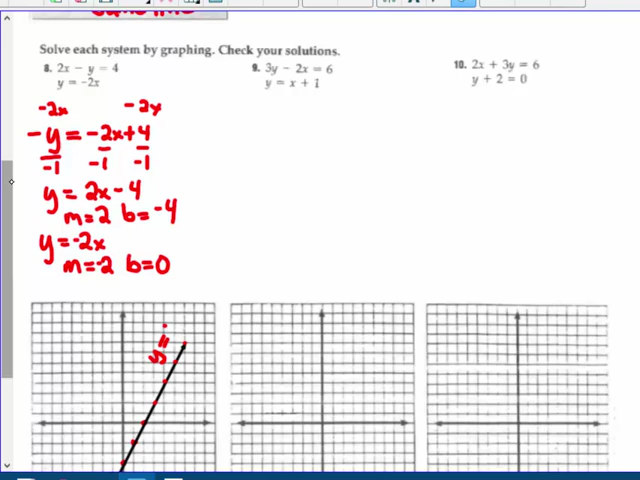 Solve each system by graphing. Check your solutions.
8. 2x − y = 4
y = −2x
9. 3y − 2x = 6
y = x + 1
10. 2x + 3y = 6
y + 2 = 0
-2x -2x
-y = -2x+4
-1 -1 -1
y = 2x-4
m=2 b=-4
y=-2x
m=-2 b=0
y=